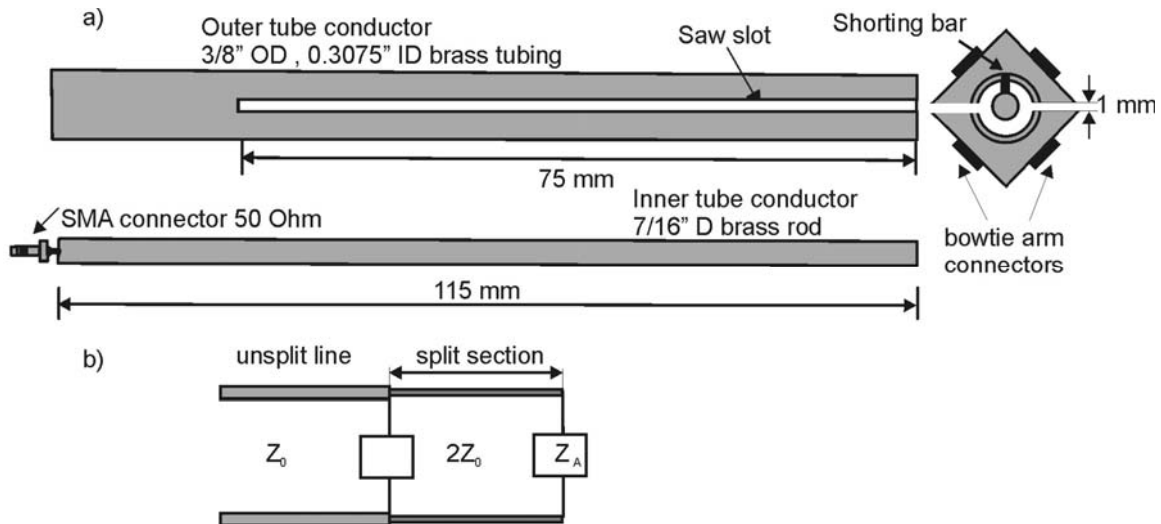 a)
Outer tube conductor
3/8” OD , 0.3075” ID brass tubing
Saw slot
Shorting bar
1 mm
75 mm
SMA connector 50 Ohm
Inner tube conductor
7/16” D brass rod
bowtie arm
connectors
115 mm
b)
unsplit line
split section
Z₀
2Z₀
Z_A